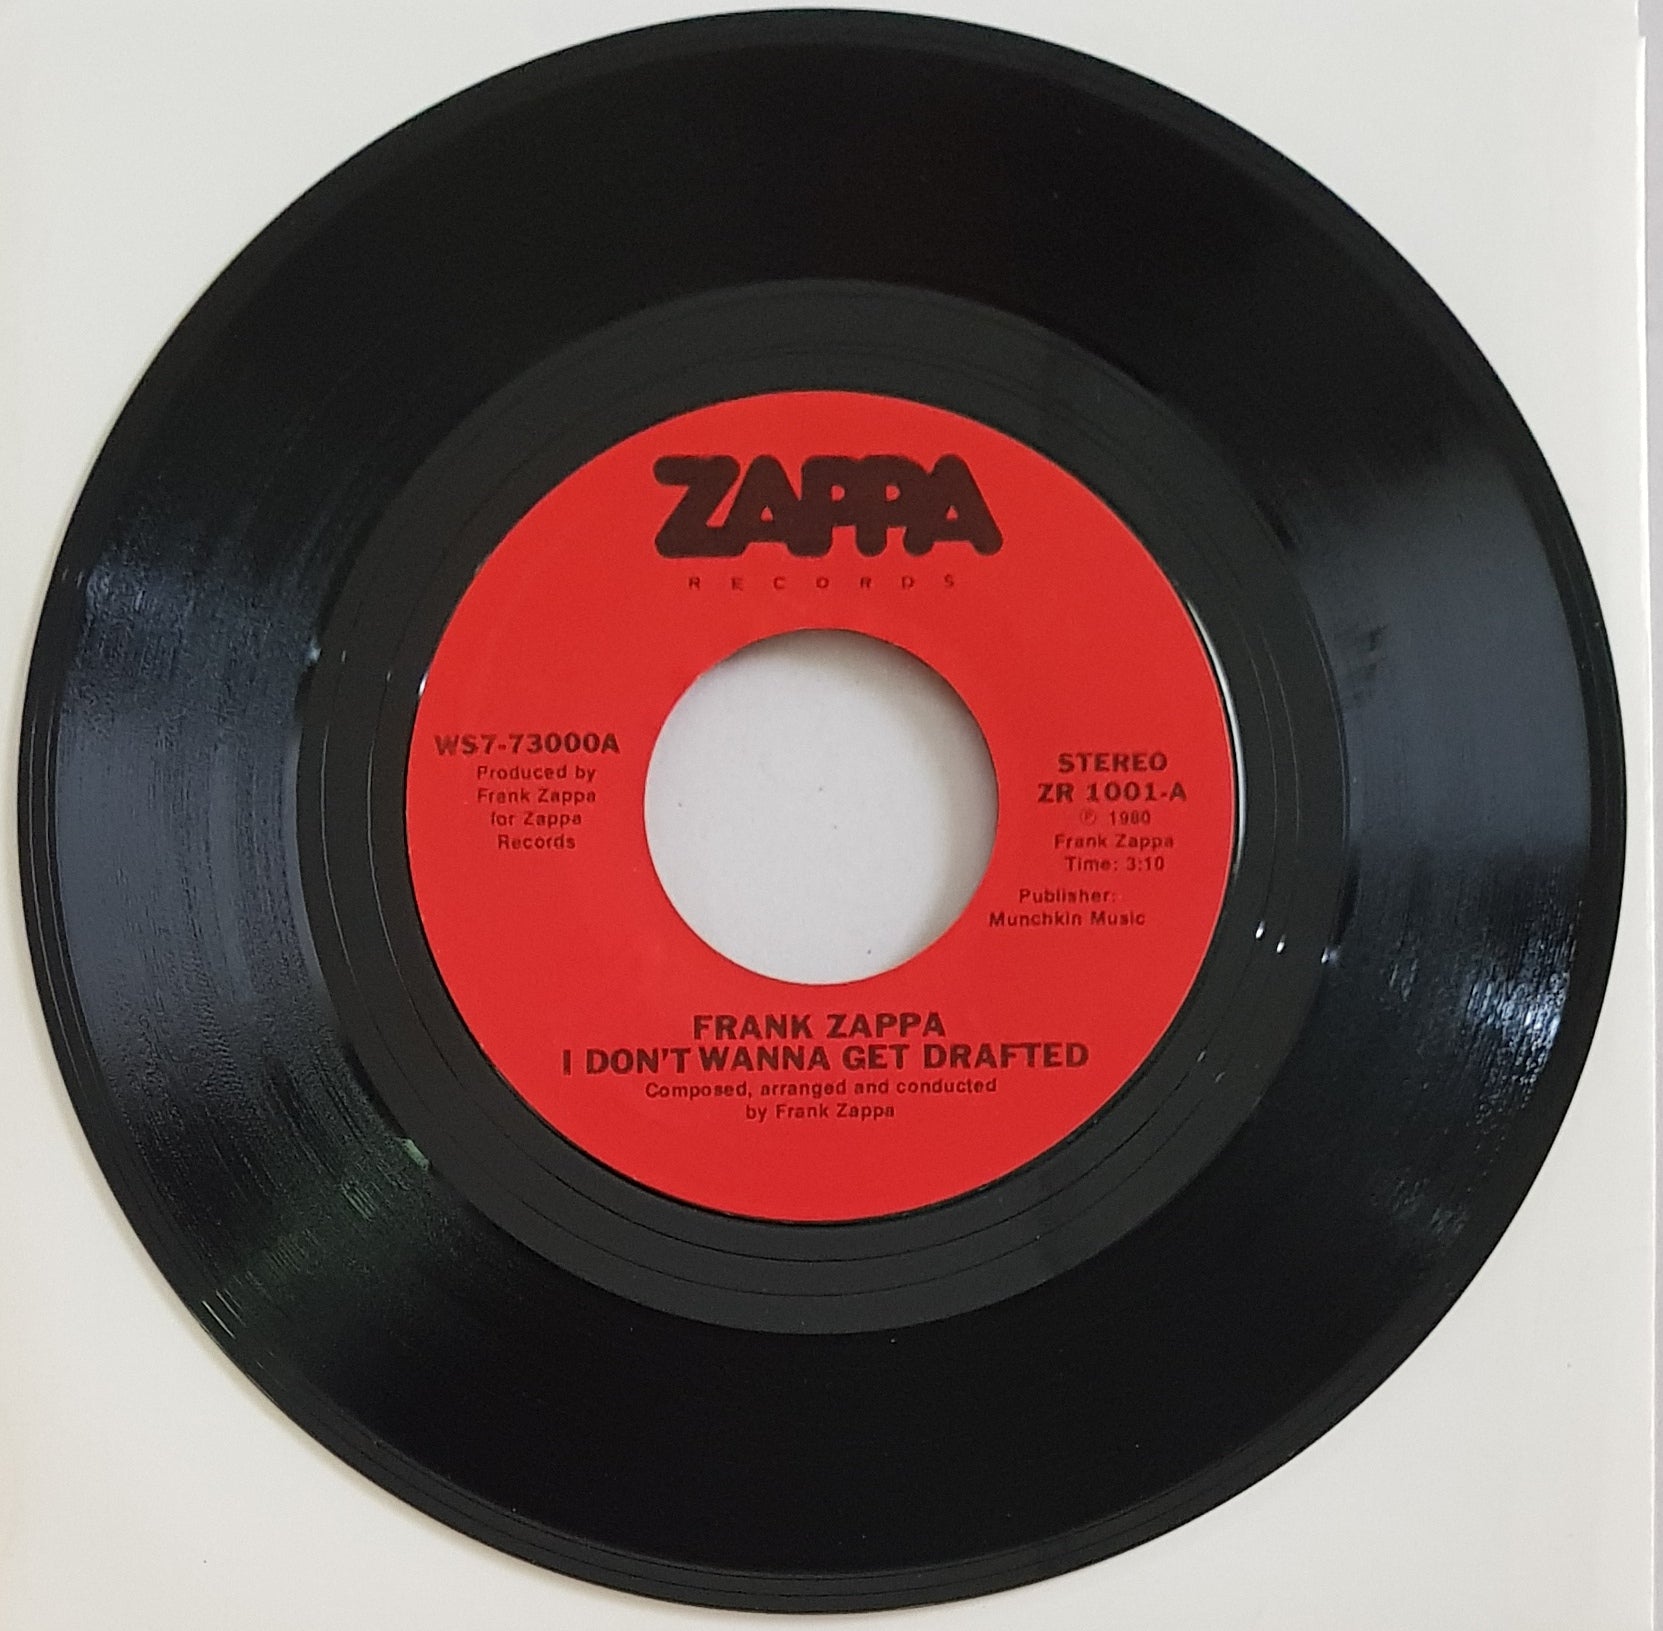 ZAPPA
RECORDS
WS7-73000A
Produced by
Frank Zappa
for Zappa
Records
STEREO
ZR 1001-A
℗ 1980
Frank Zappa
Time: 3:10
Publisher:
Munchkin Music
FRANK ZAPPA
I DON'T WANNA GET DRAFTED
Composed, arranged and conducted
by Frank Zappa